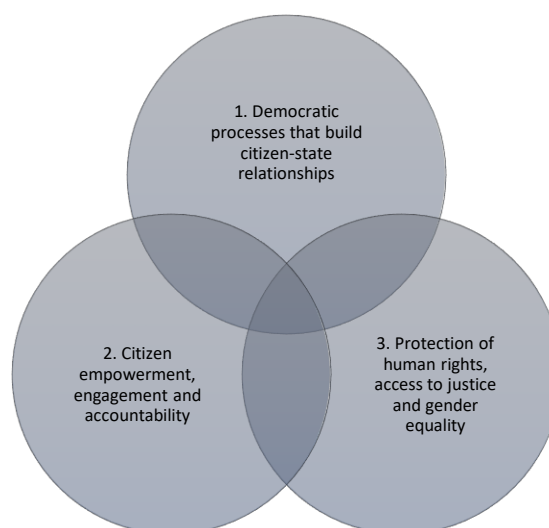 1. Democratic
processes that build
citizen-state
relationships
2. Citizen
empowerment,
engagement and
accountability
3. Protection of
human rights,
access to justice
and gender
equality